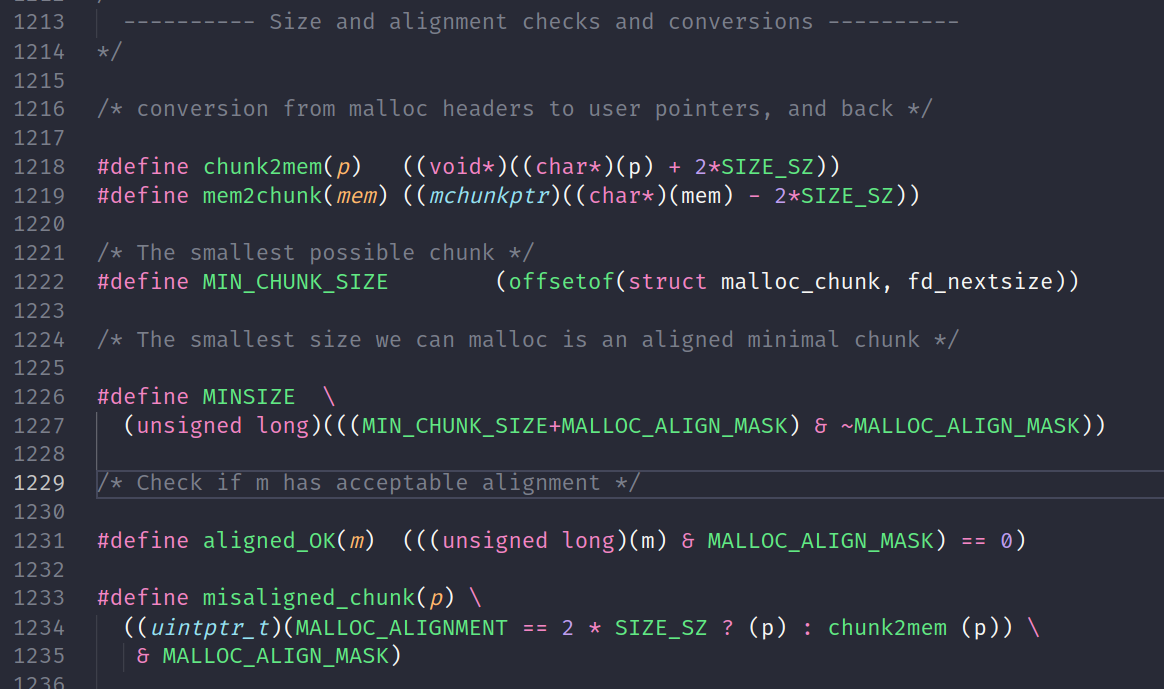 1213   ---------- Size and alignment checks and conversions ----------
1214 */
1215
1216 /* conversion from malloc headers to user pointers, and back */
1217
1218 #define chunk2mem(p)   ((void*)((char*)(p) + 2*SIZE_SZ))
1219 #define mem2chunk(mem) ((mchunkptr)((char*)(mem) - 2*SIZE_SZ))
1220
1221 /* The smallest possible chunk */
1222 #define MIN_CHUNK_SIZE        (offsetof(struct malloc_chunk, fd_nextsize))
1223
1224 /* The smallest size we can malloc is an aligned minimal chunk */
1225
1226 #define MINSIZE  \
1227   (unsigned long)(((MIN_CHUNK_SIZE+MALLOC_ALIGN_MASK) & ~MALLOC_ALIGN_MASK))
1228
1229 /* Check if m has acceptable alignment */
1230
1231 #define aligned_OK(m)  (((unsigned long)(m) & MALLOC_ALIGN_MASK) == 0)
1232
1233 #define misaligned_chunk(p) \
1234   ((uintptr_t)(MALLOC_ALIGNMENT == 2 * SIZE_SZ ? (p) : chunk2mem (p)) \
1235    & MALLOC_ALIGN_MASK)
1236